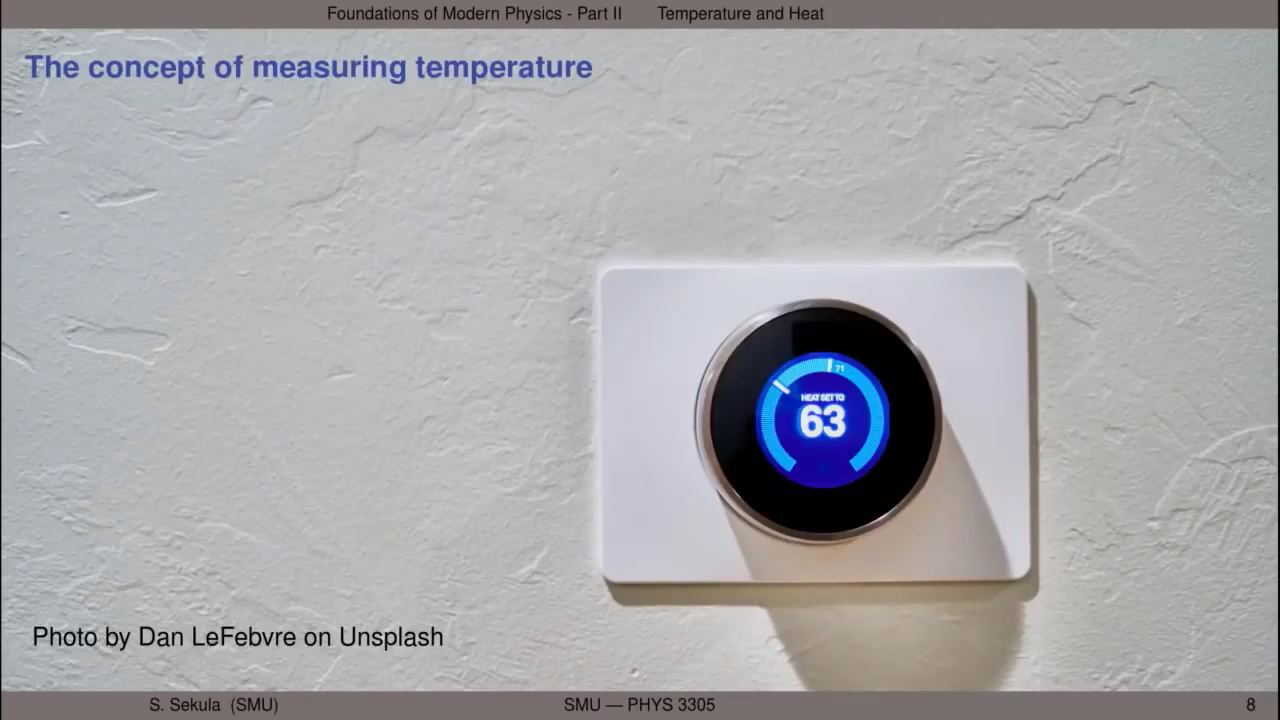 Foundations of Modern Physics - Part II Temperature and Heat
The concept of measuring temperature
71
HEAT SET TO
63
Photo by Dan LeFebvre on Unsplash
S. Sekula (SMU) SMU — PHYS 3305 8